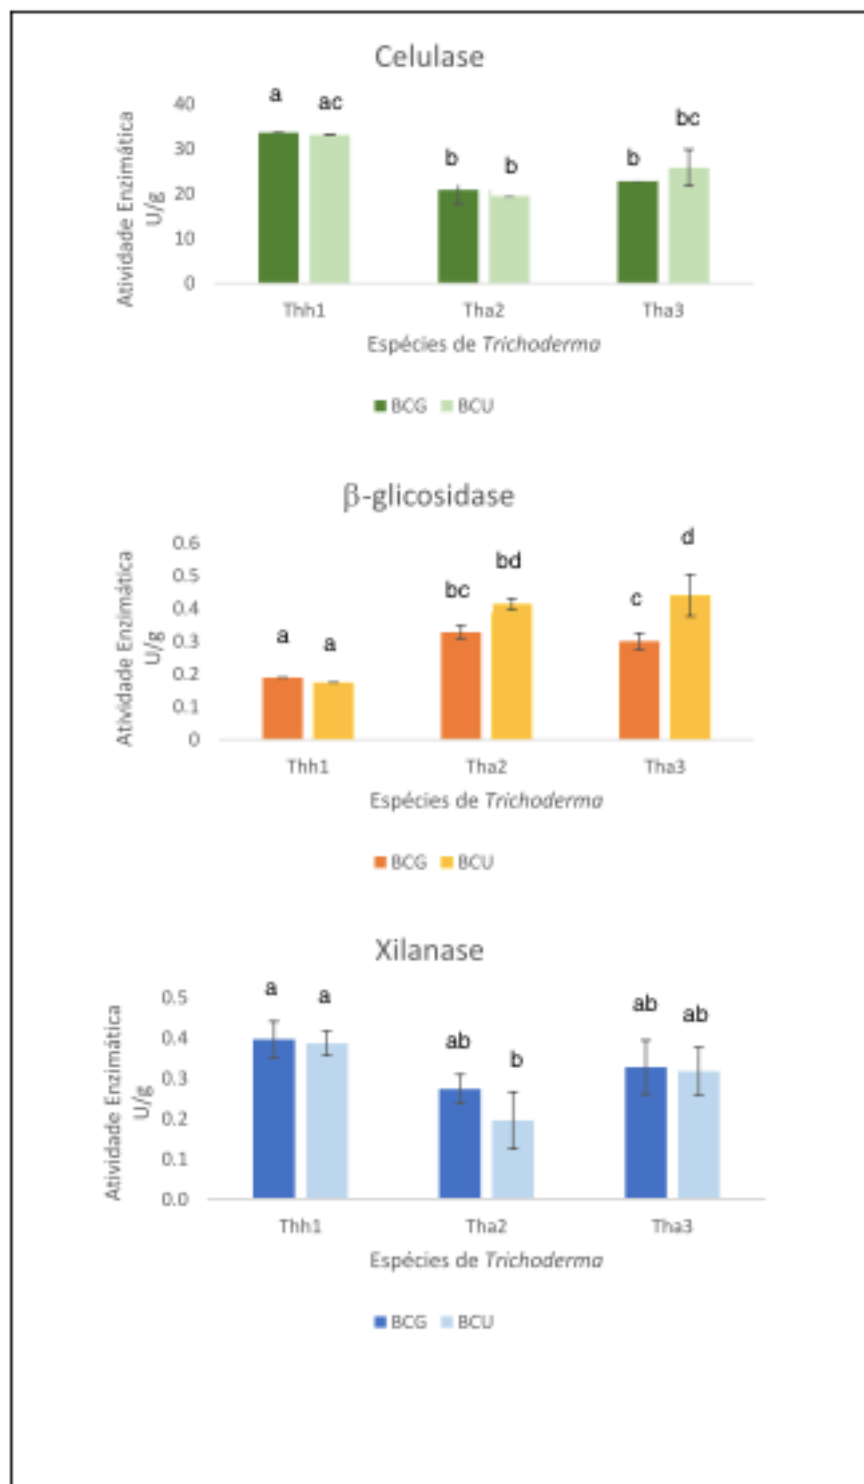 Celulase
a
ac
b
b
b
bc
40
30
20
10
0
Atividade Enzimática
U/g
Thh1
Tha2
Tha3
Espécies de Trichoderma
BCG
BCU
β-glicosidase
a
a
bc
bd
c
d
0.6
0.5
0.4
0.3
0.2
0.1
0
Atividade Enzimática
U/g
Thh1
Tha2
Tha3
Espécies de Trichoderma
BCG
BCU
Xilanase
a
a
ab
b
ab
ab
0.5
0.4
0.3
0.2
0.1
0.0
Atividade Enzimática
U/g
Thh1
Tha2
Tha3
Espécies de Trichoderma
BCG
BCU